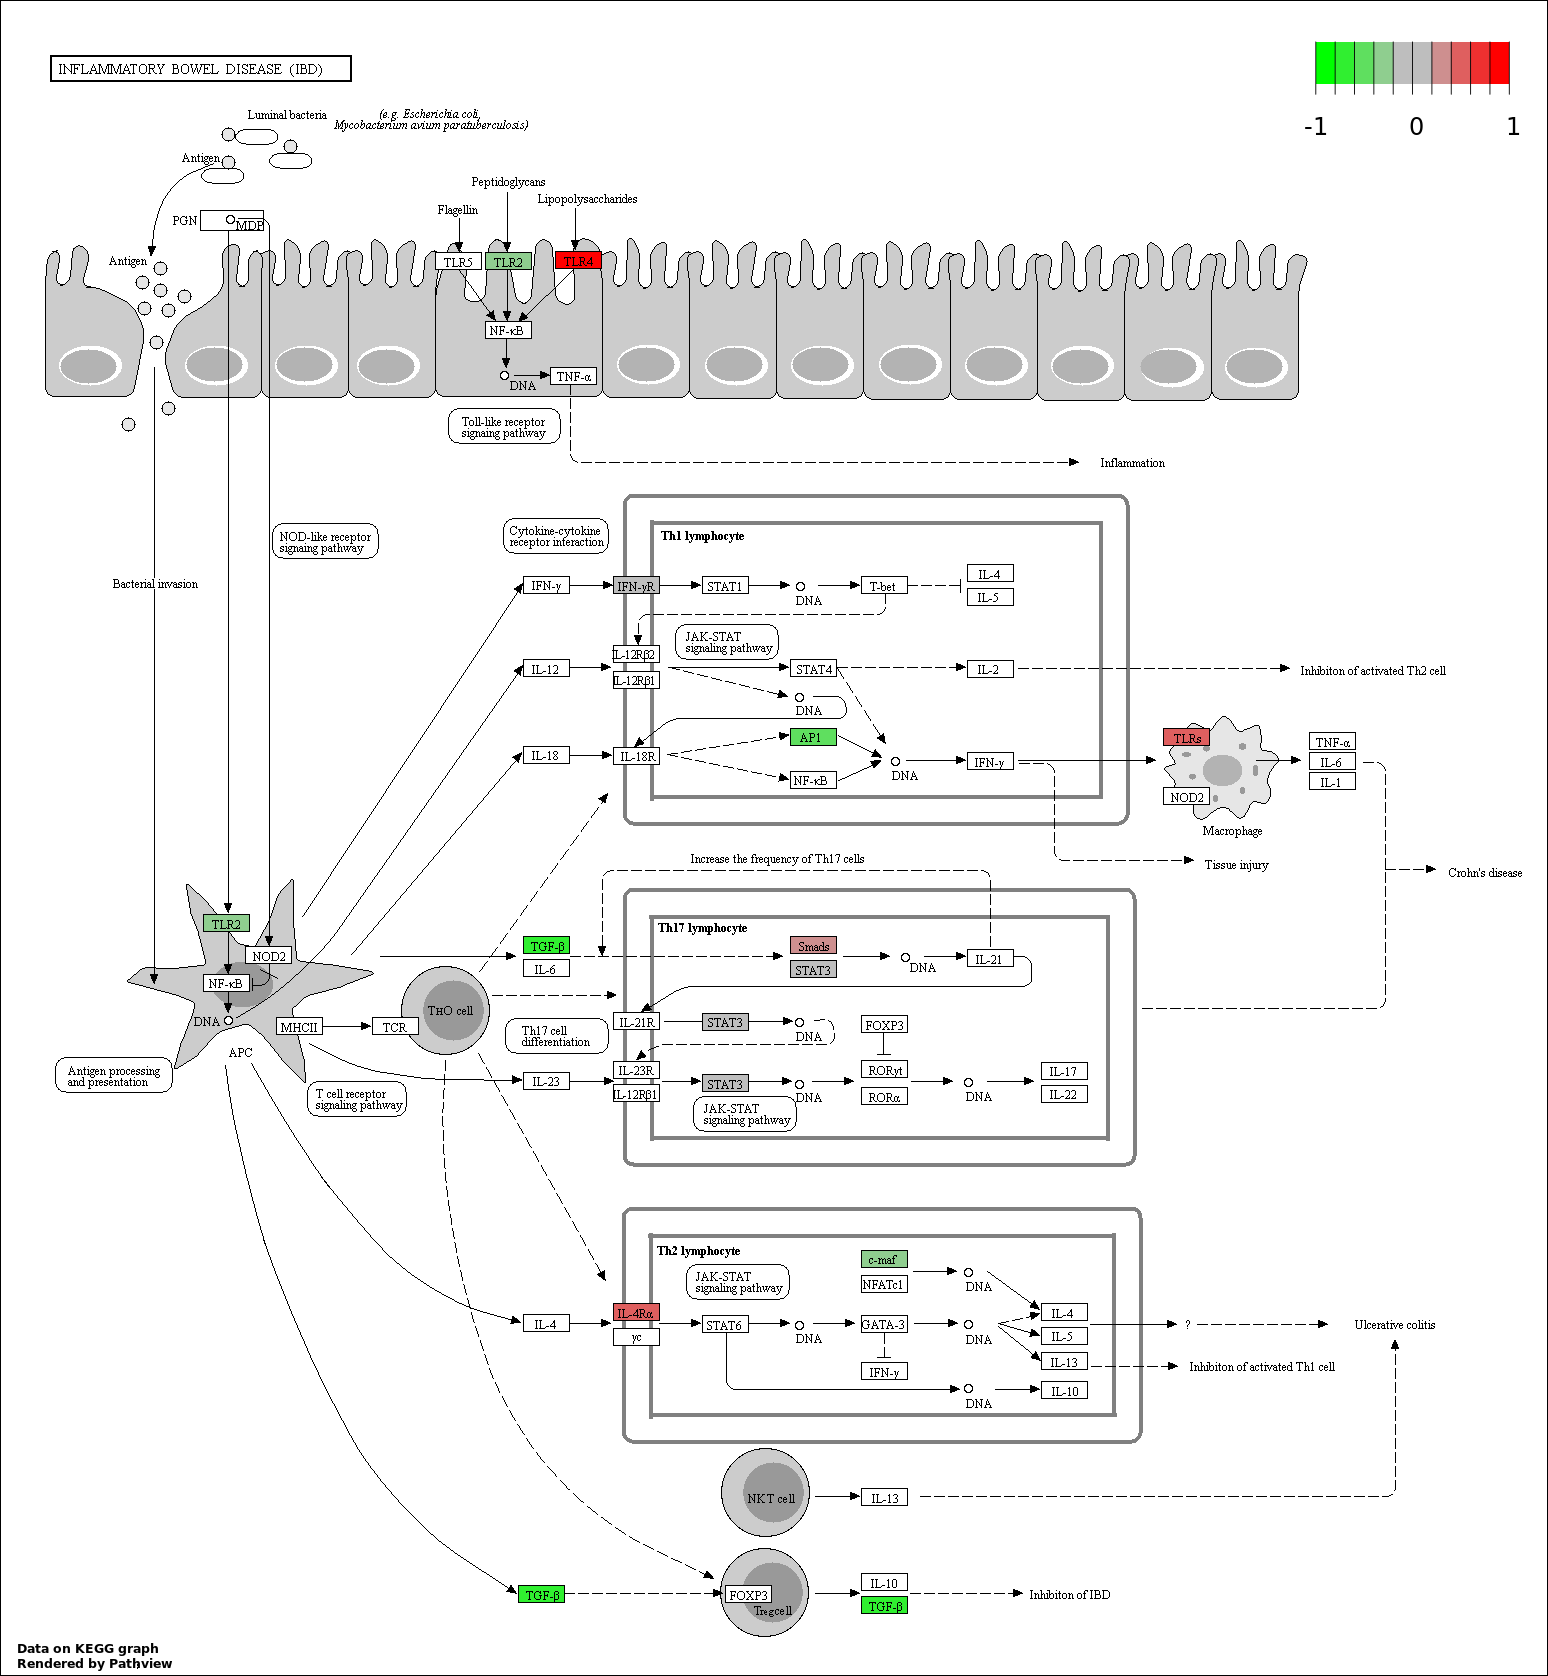 INFLAMMATORY BOWEL DISEASE (IBD)
-1
0
1
Luminal bacteria
(e.g. Escherichia coli,
Mycobacterium avium paratuberculosis)
Antigen
PGN
MDP
Peptidoglycans
Lipopolysaccharides
Flagellin
Antigen
TLR5
TLR2
TLR4
NF-κB
DNA
TNF-α
Toll-like receptor
signaing pathway
Inflammation
NOD-like receptor
signaing pathway
Cytokine-cytokine
receptor interaction
Bacterial invasion
Th1 lymphocyte
IFN-γ
IFN-γR
STAT1
DNA
T-bet
IL-4
IL-5
JAK-STAT
signaling pathway
IL-12
IL-12Rβ2
IL-12Rβ1
STAT4
DNA
IL-2
Inhibiton of activated Th2 cell
IL-18
IL-18R
AP1
NF-κB
DNA
IFN-γ
TLRs
NOD2
Macrophage
TNF-α
IL-6
IL-1
Tissue injury
Crohn's disease
Increase the frequency of Th17 cells
TLR2
NOD2
NF-κB
DNA
MHCII
APC
TCR
TH0 cell
Antigen processing
and presentation
T cell receptor
signaling pathway
Th17 lymphocyte
TGF-β
IL-6
Smads
STAT3
DNA
IL-21
Th17 cell
differentiation
IL-21R
STAT3
DNA
FOXP3
IL-23
IL-23R
IL-12Rβ1
STAT3
DNA
RORγt
RORα
DNA
IL-17
IL-22
JAK-STAT
signaling pathway
Th2 lymphocyte
JAK-STAT
signaling pathway
c-maf
NFATc1
DNA
IL-4
IL-4Rα
γc
STAT6
DNA
GATA-3
IFN-γ
DNA
IL-4
IL-5
IL-13
IL-10
DNA
?
Ulcerative colitis
Inhibiton of activated Th1 cell
NKT cell
IL-13
TGF-β
FOXP3
Treg cell
IL-10
TGF-β
Inhibiton of IBD
Data on KEGG graph
Rendered by Pathview